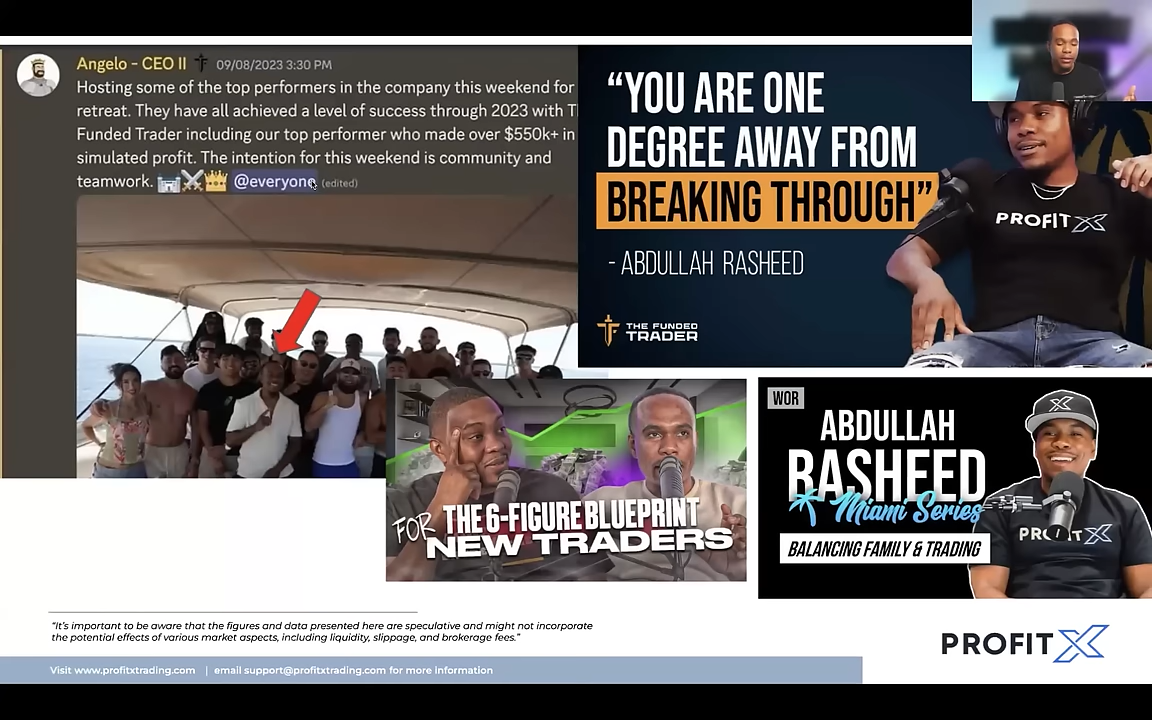 Angelo - CEO II 09/08/2023 3:30 PM
Hosting some of the top performers in the company this weekend for
retreat. They have all achieved a level of success through 2023 with T
Funded Trader including our top performer who made over $550k+ in
simulated profit. The intention for this weekend is community and
teamwork. 🏰⚔️👑 @everyone (edited)
“YOU ARE ONE
DEGREE AWAY FROM
BREAKING THROUGH”
- ABDULLAH RASHEED
THE FUNDED
TRADER
PROFITX
FOR THE 6-FIGURE BLUEPRINT
NEW TRADERS
WOR
ABDULLAH
RASHEED
Miami Series
BALANCING FAMILY & TRADING
“It’s important to be aware that the figures and data presented here are speculative and might not incorporate
the potential effects of various market aspects, including liquidity, slippage, and brokerage fees.”
PROFITX
Visit www.profitxtrading.com | email support@profitxtrading.com for more information